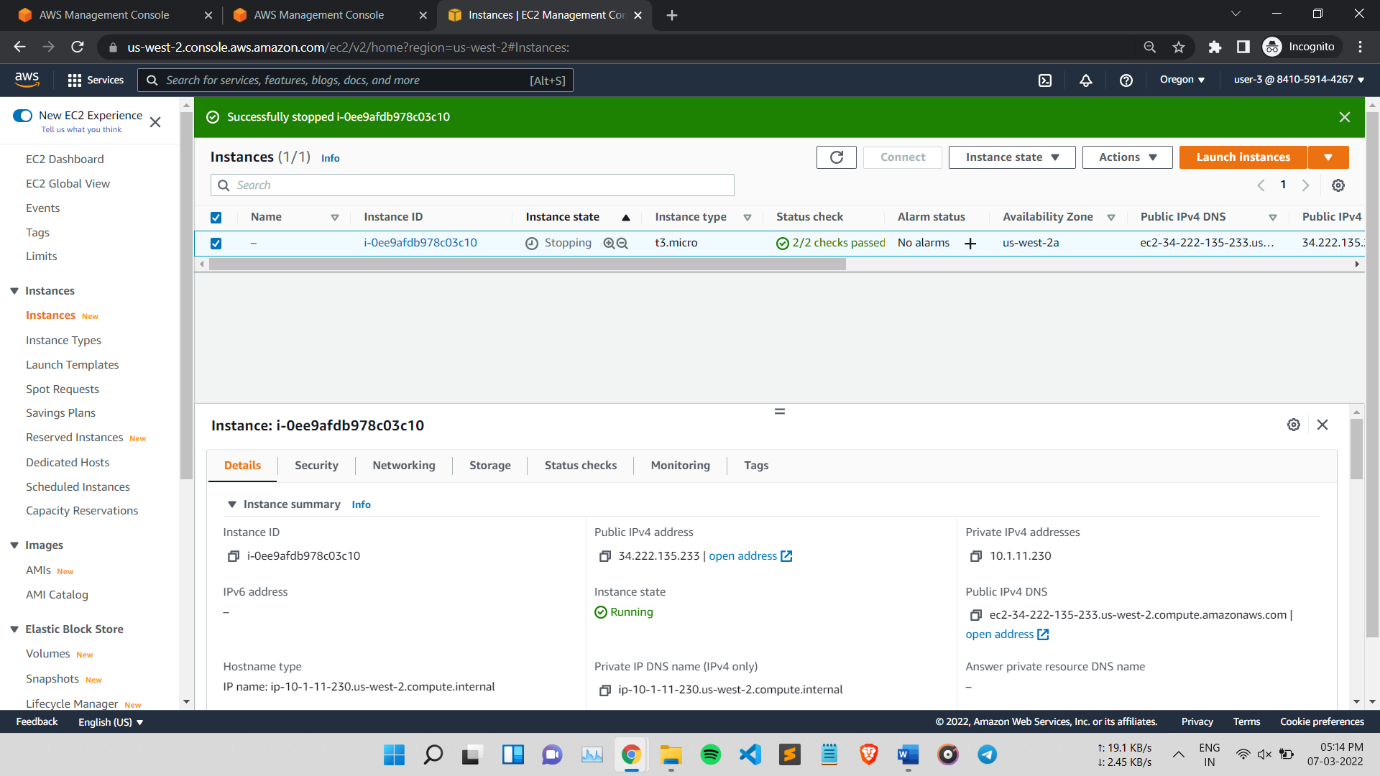 AWS Management Console
AWS Management Console
Instances | EC2 Management Con
us-west-2.console.aws.amazon.com/ec2/v2/home?region=us-west-2#Instances:
Incognito
aws
Services
Search for services, features, blogs, docs, and more
[Alt+S]
Oregon
user-3 @ 8410-5914-4267
New EC2 Experience
Tell us what you think
EC2 Dashboard
EC2 Global View
Events
Tags
Limits
Instances
Instances New
Instance Types
Launch Templates
Spot Requests
Savings Plans
Reserved Instances New
Dedicated Hosts
Scheduled Instances
Capacity Reservations
Images
AMIs New
AMI Catalog
Elastic Block Store
Volumes New
Snapshots New
Lifecycle Manager New
Successfully stopped i-0ee9afdb978c03c10
Instances (1/1) Info
Connect
Instance state
Actions
Launch instances
Search
1
Name
Instance ID
Instance state
Instance type
Status check
Alarm status
Availability Zone
Public IPv4 DNS
Public IPv4
–
i-0ee9afdb978c03c10
Stopping
t3.micro
2/2 checks passed
No alarms +
us-west-2a
ec2-34-222-135-233.us...
34.222.135.
Instance: i-0ee9afdb978c03c10
Details
Security
Networking
Storage
Status checks
Monitoring
Tags
Instance summary Info
Instance ID
i-0ee9afdb978c03c10
Public IPv4 address
34.222.135.233 | open address
Private IPv4 addresses
10.1.11.230
IPv6 address
–
Instance state
Running
Public IPv4 DNS
ec2-34-222-135-233.us-west-2.compute.amazonaws.com |
open address
Hostname type
IP name: ip-10-1-11-230.us-west-2.compute.internal
Private IP DNS name (IPv4 only)
ip-10-1-11-230.us-west-2.compute.internal
Answer private resource DNS name
–
Feedback
English (US)
© 2022, Amazon Web Services, Inc. or its affiliates.
Privacy
Terms
Cookie preferences
↑: 19.1 KB/s
↓: 2.45 KB/s
ENG
IN
05:14 PM
07-03-2022